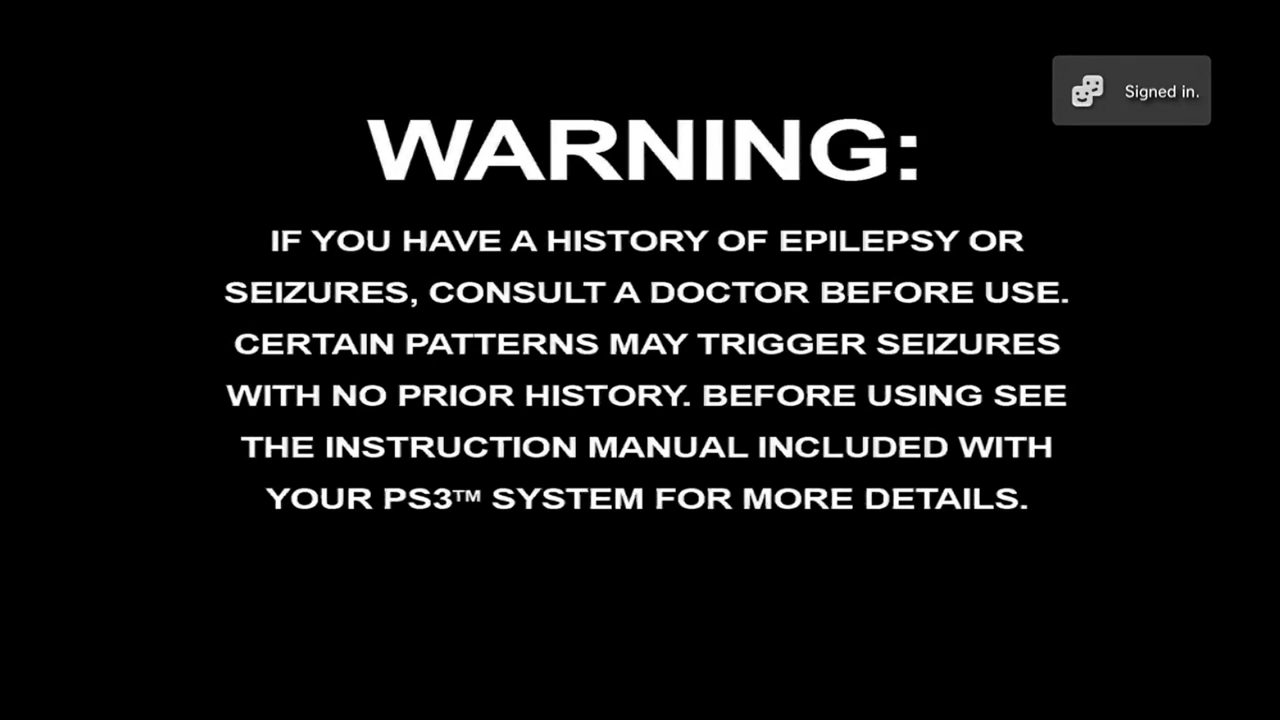 Signed in.
WARNING:
IF YOU HAVE A HISTORY OF EPILEPSY OR
SEIZURES, CONSULT A DOCTOR BEFORE USE.
CERTAIN PATTERNS MAY TRIGGER SEIZURES
WITH NO PRIOR HISTORY. BEFORE USING SEE
THE INSTRUCTION MANUAL INCLUDED WITH
YOUR PS3™ SYSTEM FOR MORE DETAILS.